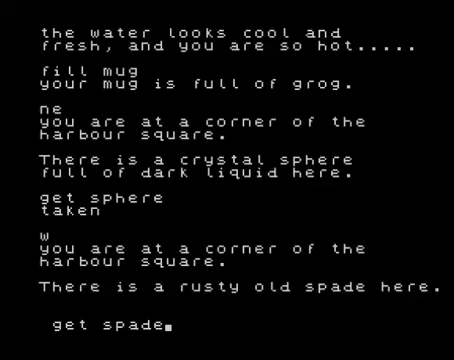 the water looks cool and
fresh, and you are so hot.....
fill mug
your mug is full of grog.
ne
you are at a corner of the
harbour square.
There is a crystal sphere
full of dark liquid here.
get sphere
taken
w
you are at a corner of the
harbour square.
There is a rusty old spade here.
get spade